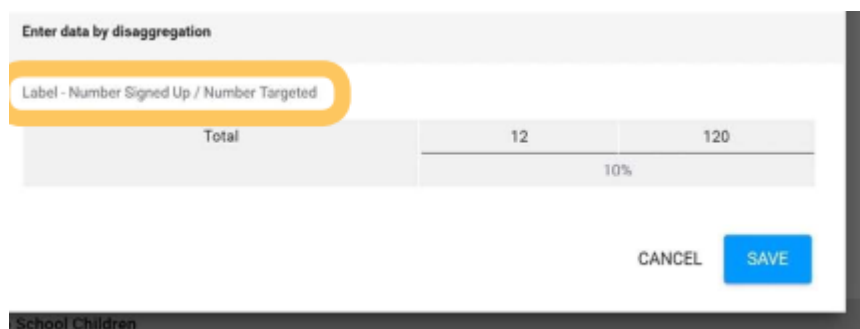 Enter data by disaggregation
Label - Number Signed Up / Number Targeted
Total 12 120
10%
CANCEL SAVE
School Children